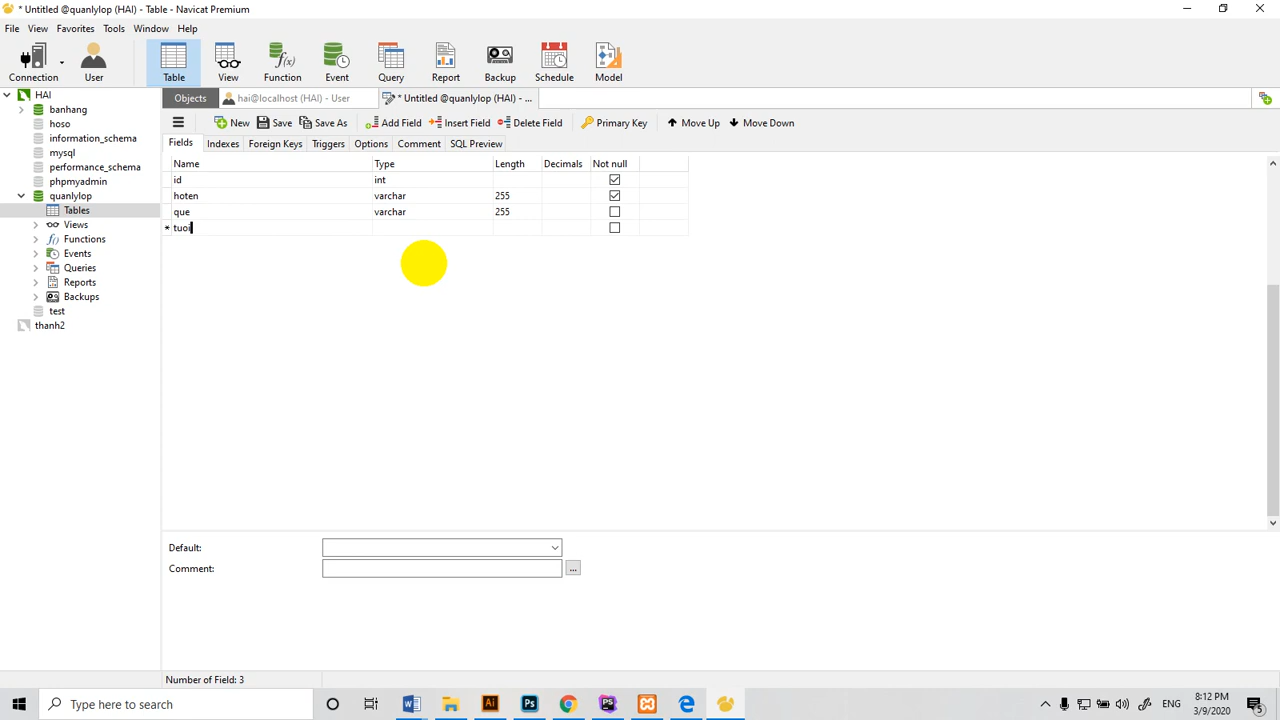 * Untitled @quanlylop (HAI) - Table - Navicat Premium
File View Favorites Tools Window Help
Connection User Table View Function Event Query Report Backup Schedule Model
f(x)
HAI
banhang
hoso
information_schema
mysql
performance_schema
phpmyadmin
quanlylop
Tables
Views
f() Functions
Events
Queries
Reports
Backups
test
thanh2
Objects hai@localhost (HAI) - User * Untitled @quanlylop (HAI) - ...
New Save Save As Add Field Insert Field Delete Field Primary Key Move Up Move Down
Fields Indexes Foreign Keys Triggers Options Comment SQL Preview
Name Type Length Decimals Not null
id int
hoten varchar 255
que varchar 255
* tuoi
Default:
Comment: ...
Number of Field: 3
Type here to search
W Ai Ps PS ENG 8:12 PM
3/9/2020 5